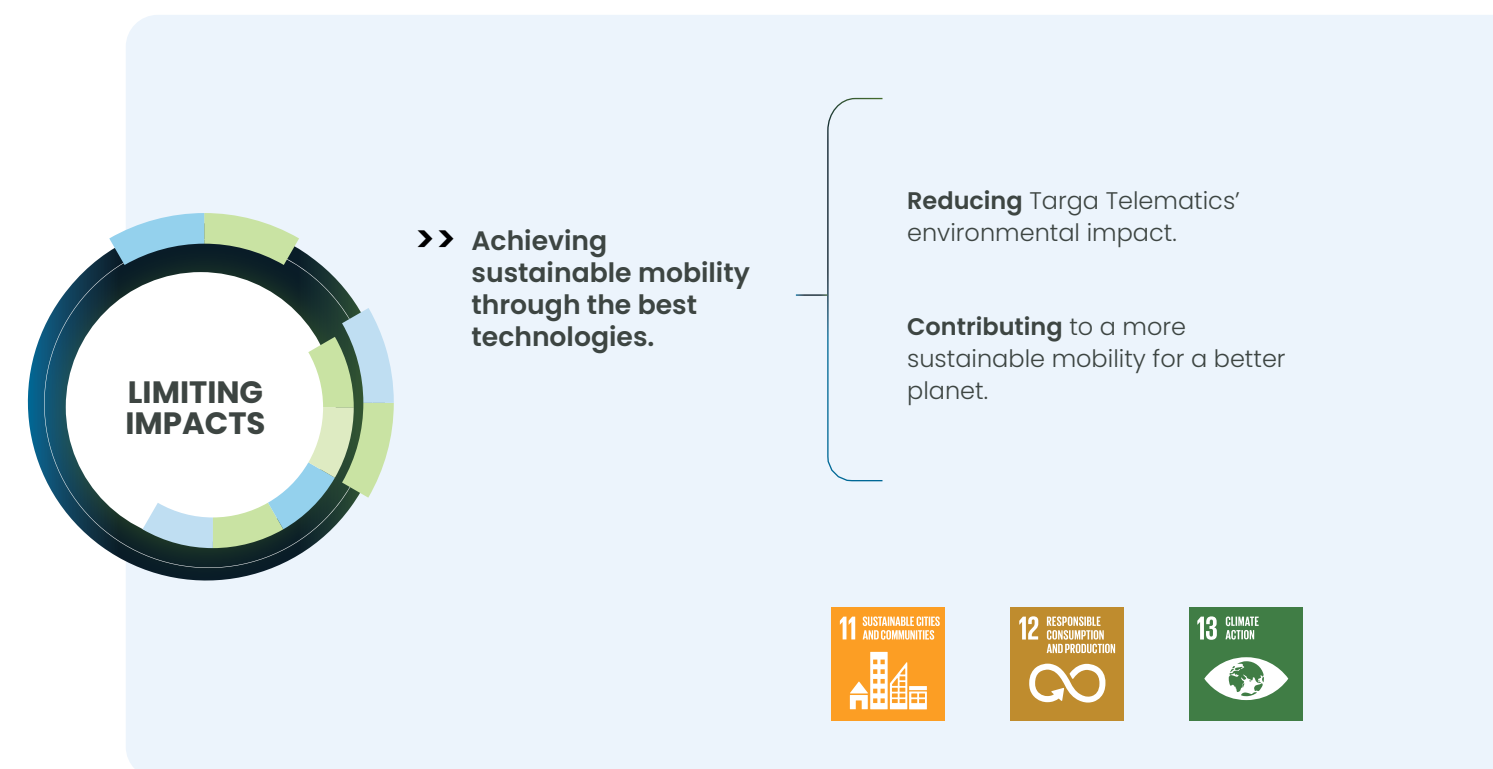 LIMITING
IMPACTS
Achieving
sustainable mobility
through the best
technologies.
Reducing Targa Telematics’
environmental impact.
Contributing to a more
sustainable mobility for a better
planet.
11 SUSTAINABLE CITIES
AND COMMUNITIES
12 RESPONSIBLE
CONSUMPTION
AND PRODUCTION
13 CLIMATE
ACTION